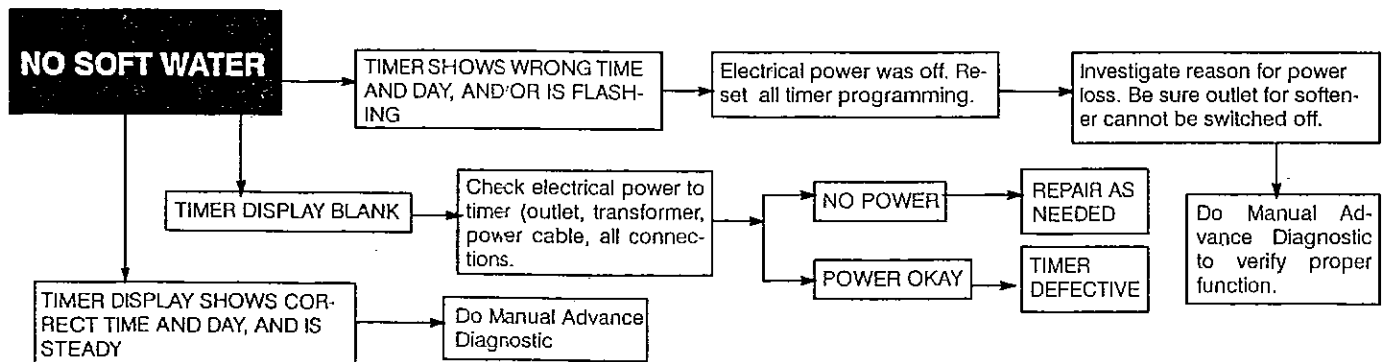 NO SOFT WATER
TIMER SHOWS WRONG TIME
AND DAY, AND/OR IS FLASH-
ING
Electrical power was off. Re-
set all timer programming.
Investigate reason for power
loss. Be sure outlet for soften-
er cannot be switched off.
Do Manual Ad-
vance Diagnostic
to verify proper
function.
TIMER DISPLAY BLANK
Check electrical power to
timer (outlet, transformer,
power cable, all connec-
tions.
NO POWER
REPAIR AS
NEEDED
POWER OKAY
TIMER
DEFECTIVE
TIMER DISPLAY SHOWS COR-
RECT TIME AND DAY, AND IS
STEADY
Do Manual Advance
Diagnostic